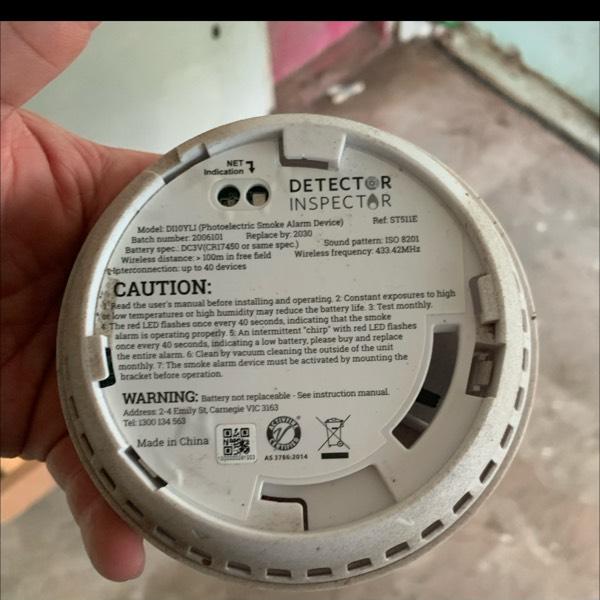 NET
Indication
DETECTOR
INSPECTOR
Model: DI10YLI (Photoelectric Smoke Alarm Device) Ref: ST511E
Batch number: 2006101 Replace by: 2030
Battery spec.: DC3V(CR17450 or same spec.) Sound pattern: ISO 8201
Wireless distance: > 100m in free field Wireless frequency: 433.42MHz
Interconnection: up to 40 devices
CAUTION:
1: Read the user's manual before installing and operating. 2: Constant exposures to high
or low temperatures or high humidity may reduce the battery life. 3: Test monthly.
4: The red LED flashes once every 40 seconds, indicating that the smoke
alarm is operating properly. 5: An intermittent "chirp" with red LED flashes
once every 40 seconds, indicating a low battery, please buy and replace
the entire alarm. 6: Clean by vacuum cleaning the outside of the unit
monthly. 7: The smoke alarm device must be activated by mounting the
bracket before operation.
WARNING: Battery not replaceable - See instruction manual.
Address: 2-4 Emily St, Carnegie VIC 3163
Tel: 1300 134 563
Made in China
ACTIVFIRE
CERTIFIED
AS 3786:2014